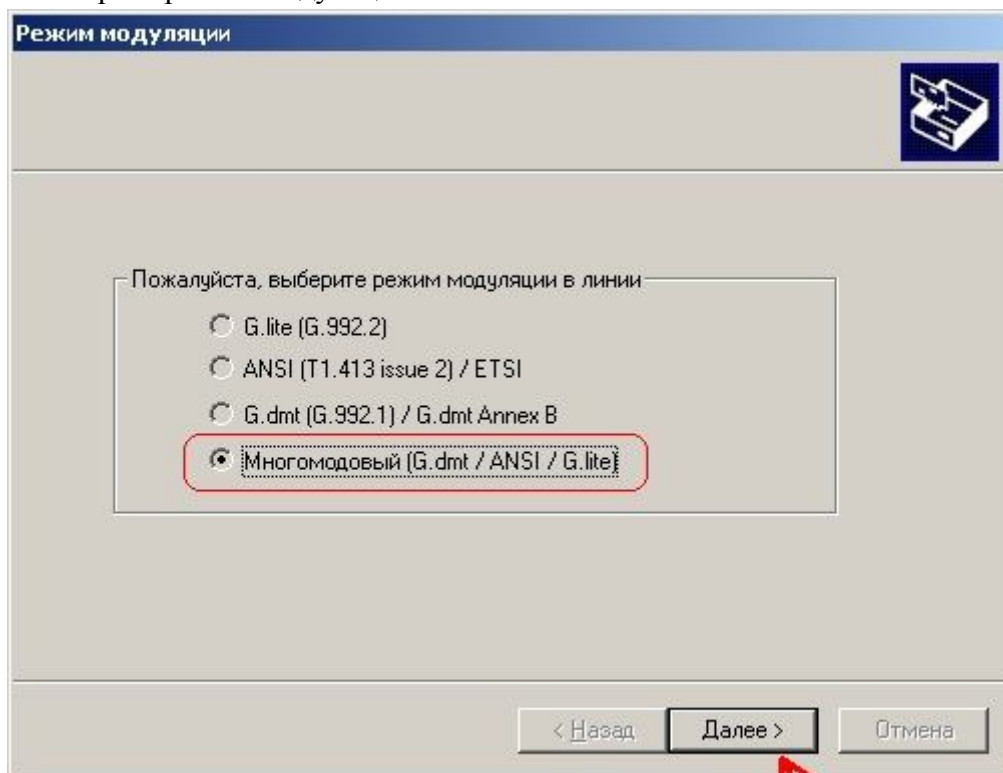 Режим модуляции
Пожалуйста, выберите режим модуляции в линии
G.lite (G.992.2)
ANSI (T1.413 issue 2) / ETSI
G.dmt (G.992.1) / G.dmt Annex B
Многомодовый (G.dmt / ANSI / G.lite)
< Назад Далее > Отмена